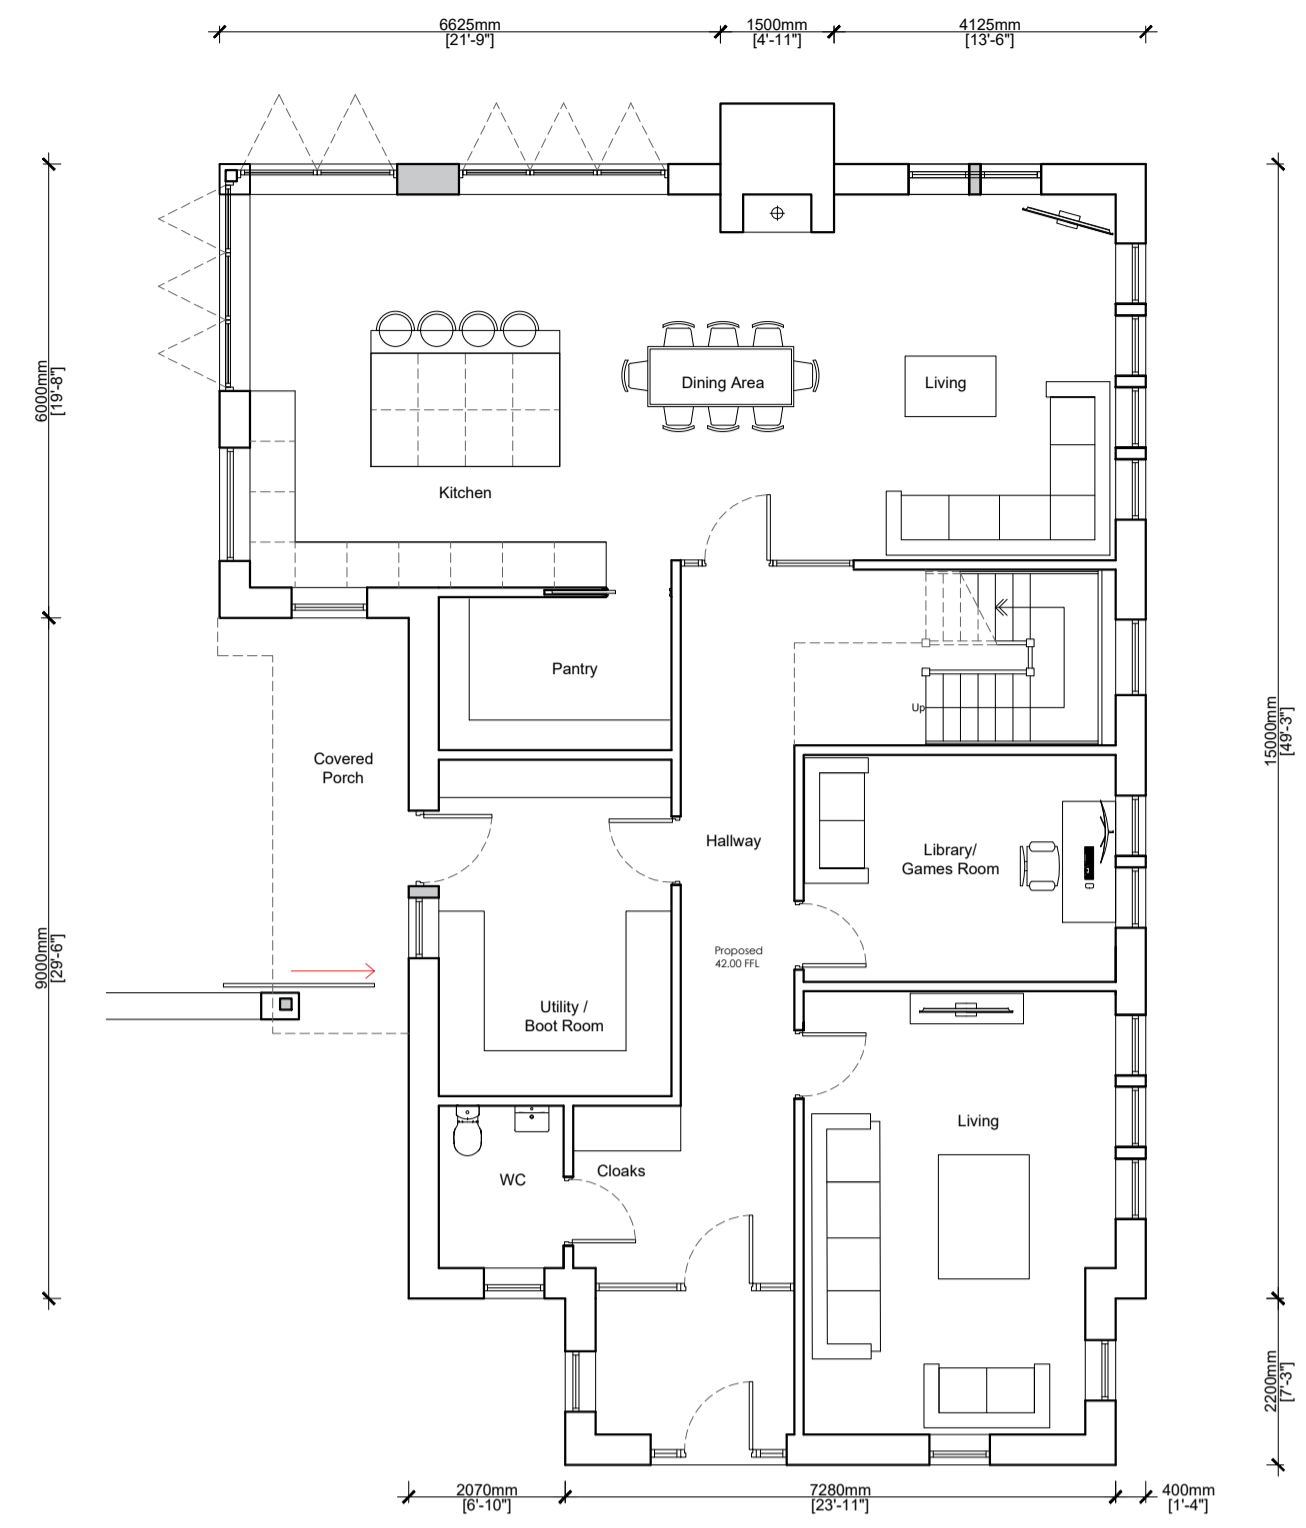 6625mm
[21'-9"]
1500mm
[4'-11"]
4125mm
[13'-6"]
6000mm
[19'-8"]
Dining Area
Living
Kitchen
Pantry
Up
Covered
Porch
15000mm
[49'-3"]
Hallway
Library/
Games Room
Proposed
42.00 FFL
9000mm
[29'-6"]
Utility /
Boot Room
Living
WC
Cloaks
2200mm
[7'-3"]
2070mm
[6'-10"]
7280mm
[23'-11"]
400mm
[1'-4"]